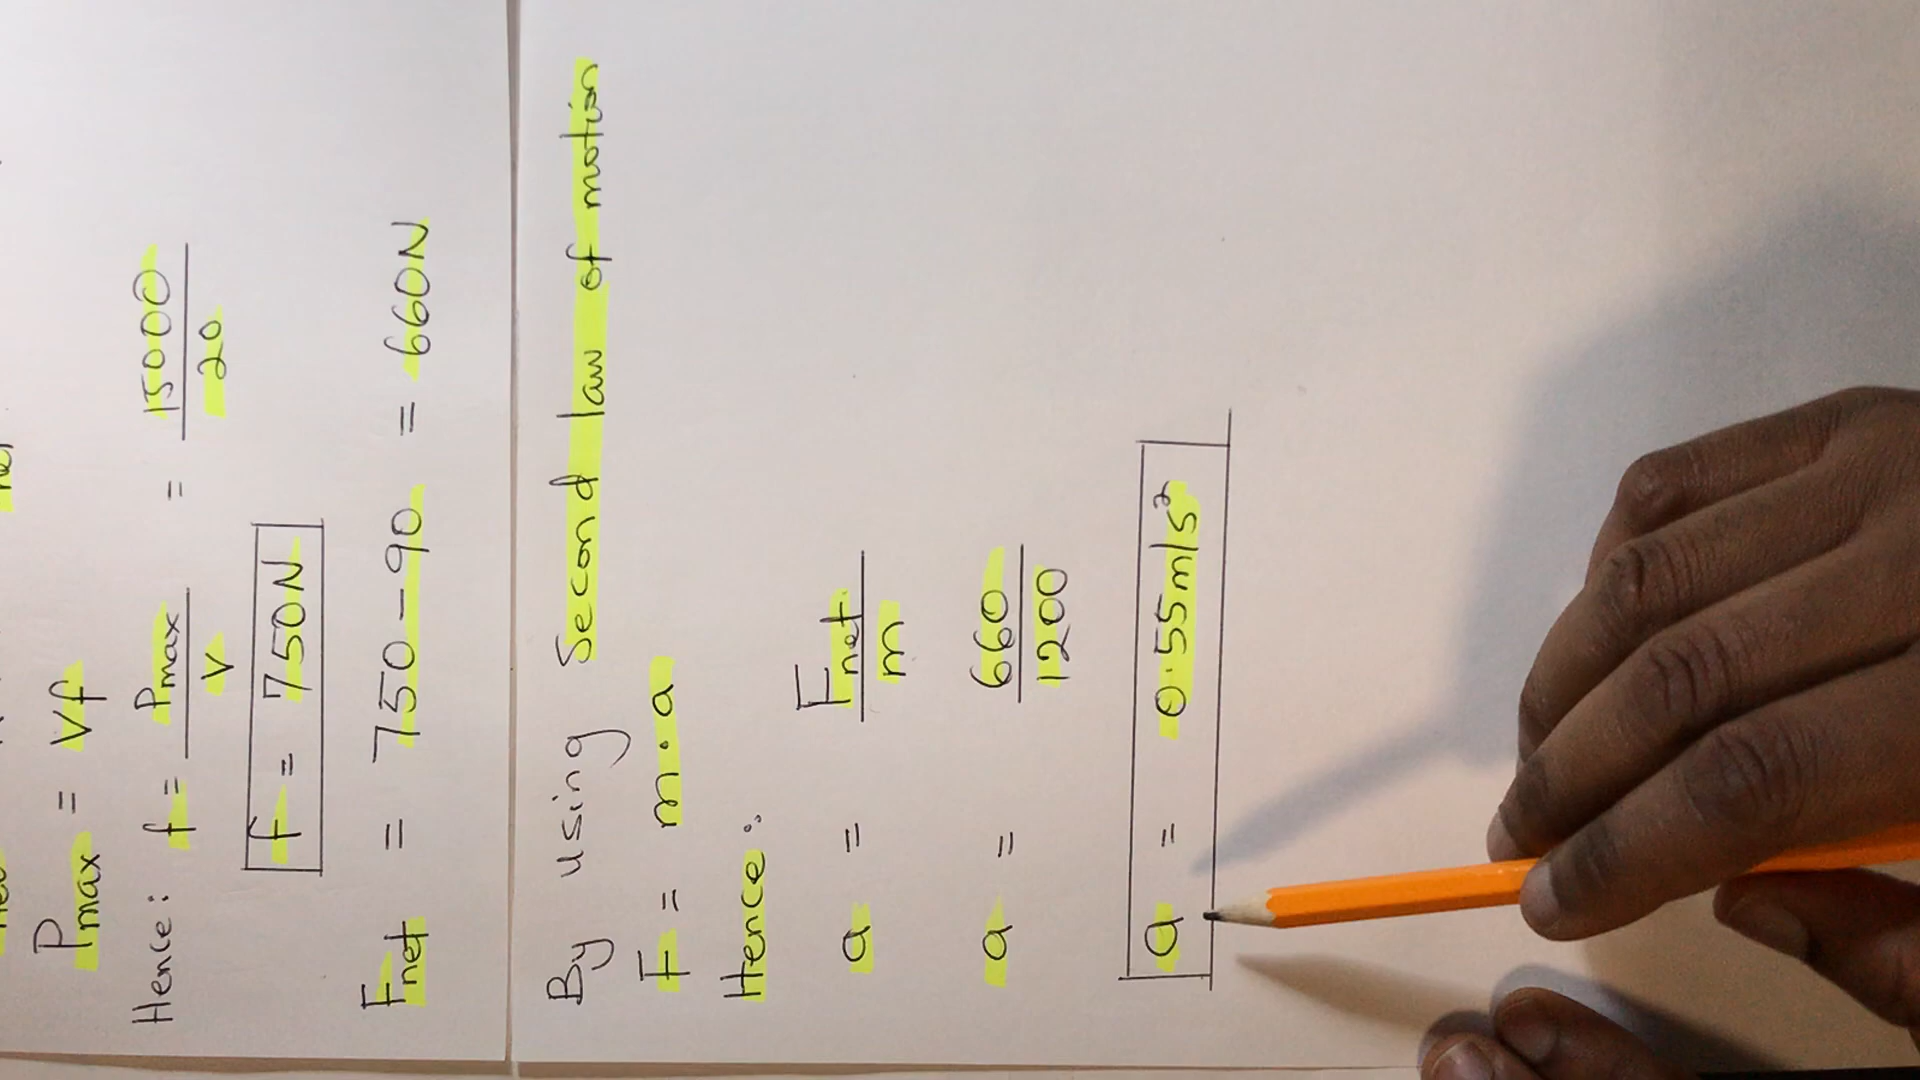 Pmax = vf
Hence: f = Pmax / v = 15000 / 20
f = 750N
Fnet = 750-90 = 660N
By using Second law of motion
F = m.a
Hence:
a = Fnet / m
a = 660 / 1200
a = 0.55m/s²